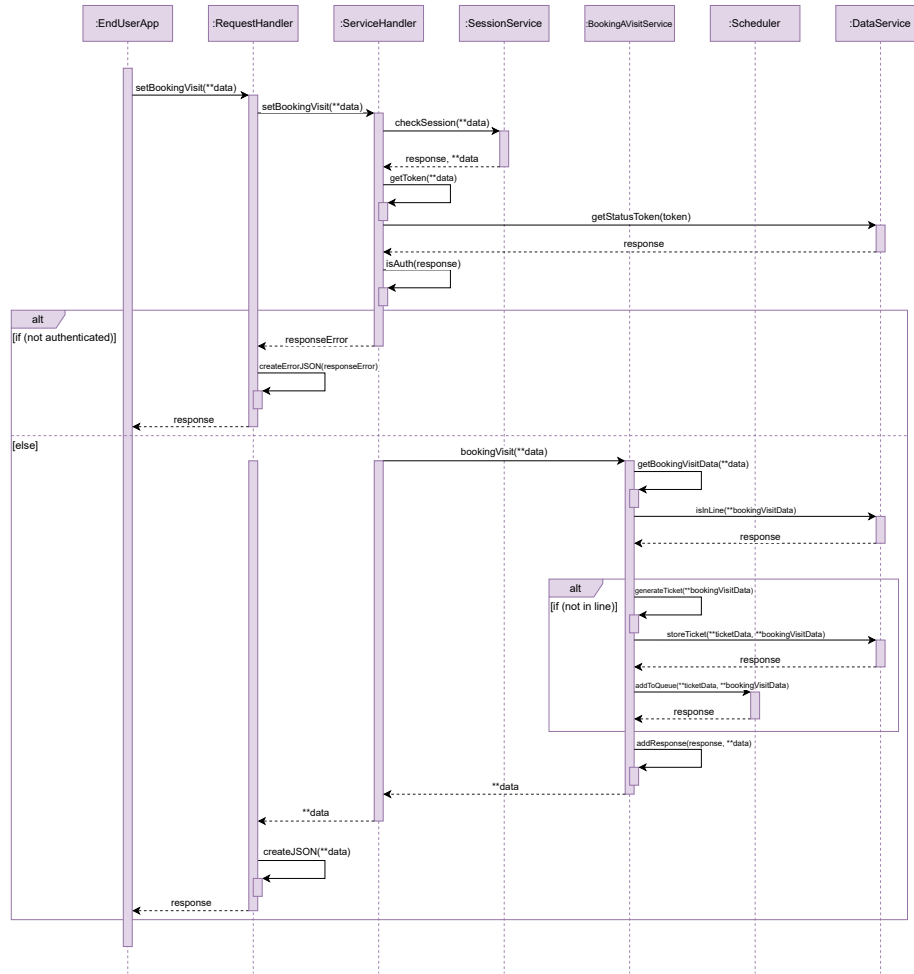 :EndUserApp
:RequestHandler
:ServiceHandler
:SessionService
:BookingAVisitService
:Scheduler
:DataService
setBookingVisit(**data)
setBookingVisit(**data)
checkSession(**data)
response, **data
getToken(**data)
getStatusToken(token)
response
isAuth(response)
alt
[if (not authenticated)]
responseError
createErrorJSON(responseError)
response
[else]
bookingVisit(**data)
getBookingVisitData(**data)
isInLine(**bookingVisitData)
response
alt
generateTicket(**bookingVisitData)
[if (not in line)]
storeTicket(**ticketData, **bookingVisitData)
response
addToQueue(**ticketData, **bookingVisitData)
response
addResponse(response, **data)
**data
**data
createJSON(**data)
response